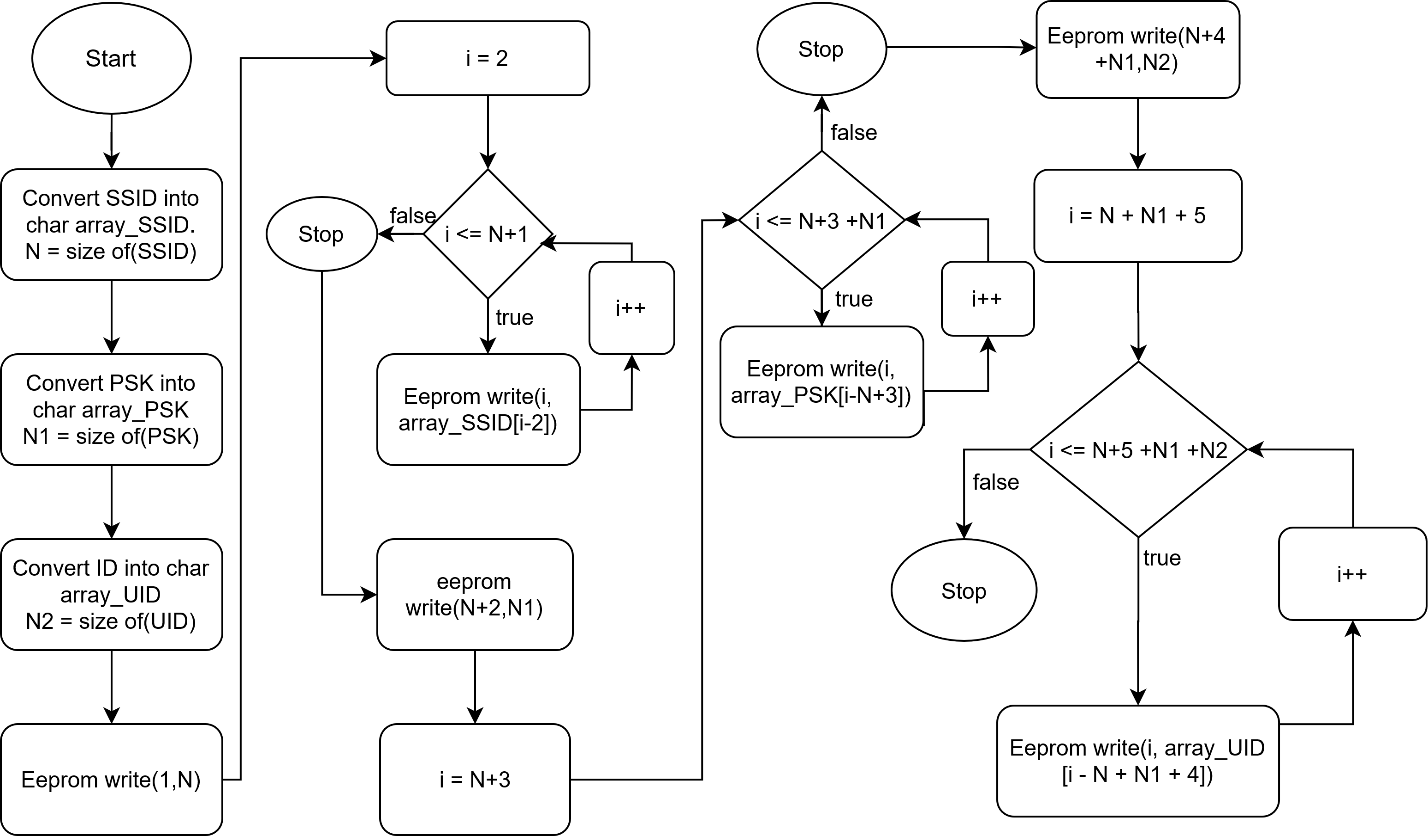 Start
Convert SSID into
char array_SSID.
N = size of(SSID)
Convert PSK into
char array_PSK
N1 = size of(PSK)
Convert ID into char
array_UID
N2 = size of(UID)
Eeprom write(1,N)
i = 2
i <= N+1
false
Stop
true
Eeprom write(i,
array_SSID[i-2])
i++
eeprom
write(N+2,N1)
i = N+3
i <= N+3 +N1
true
Eeprom write(i,
array_PSK[i-N+3])
i++
false
Stop
Eeprom write(N+4
+N1,N2)
i = N + N1 + 5
i <= N+5 +N1 +N2
false
Stop
true
Eeprom write(i, array_UID
[i - N + N1 + 4])
i++